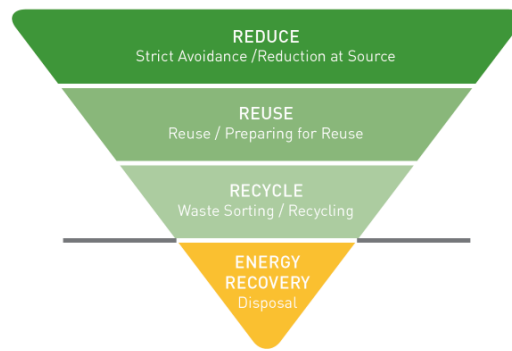 REDUCE
Strict Avoidance /Reduction at Source
REUSE
Reuse / Preparing for Reuse
RECYCLE
Waste Sorting / Recycling
ENERGY
RECOVERY
Disposal